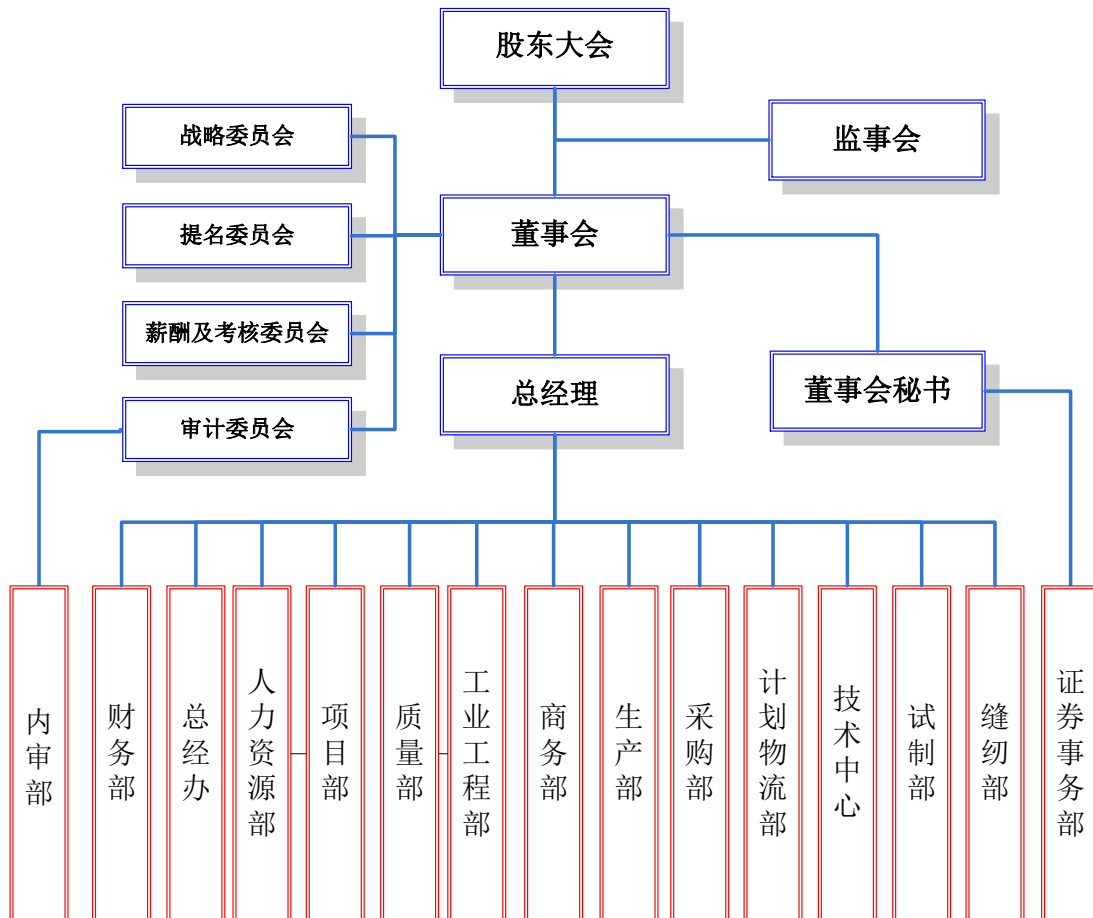 股东大会
监事会
战略委员会
提名委员会
董事会
薪酬及考核委员会
总经理
董事会秘书
审计委员会
内审部
财务部
总经办
人力资源部
项目部
质量部
工业工程部
商务部
生产部
采购部
计划物流部
技术中心
试制部
缝纫部
证券事务部